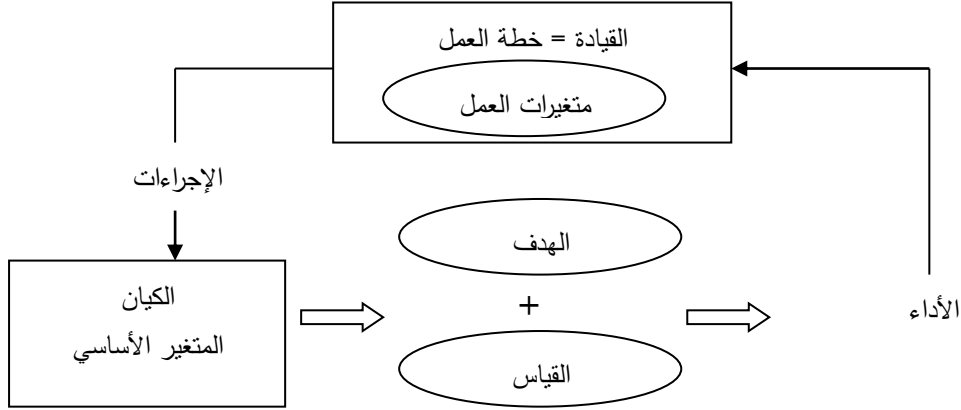 القيادة = خطة العمل
متغيرات العمل
الإجراءات
الهدف
الكيان
+
الأداء
المتغير الأساسي
القياس